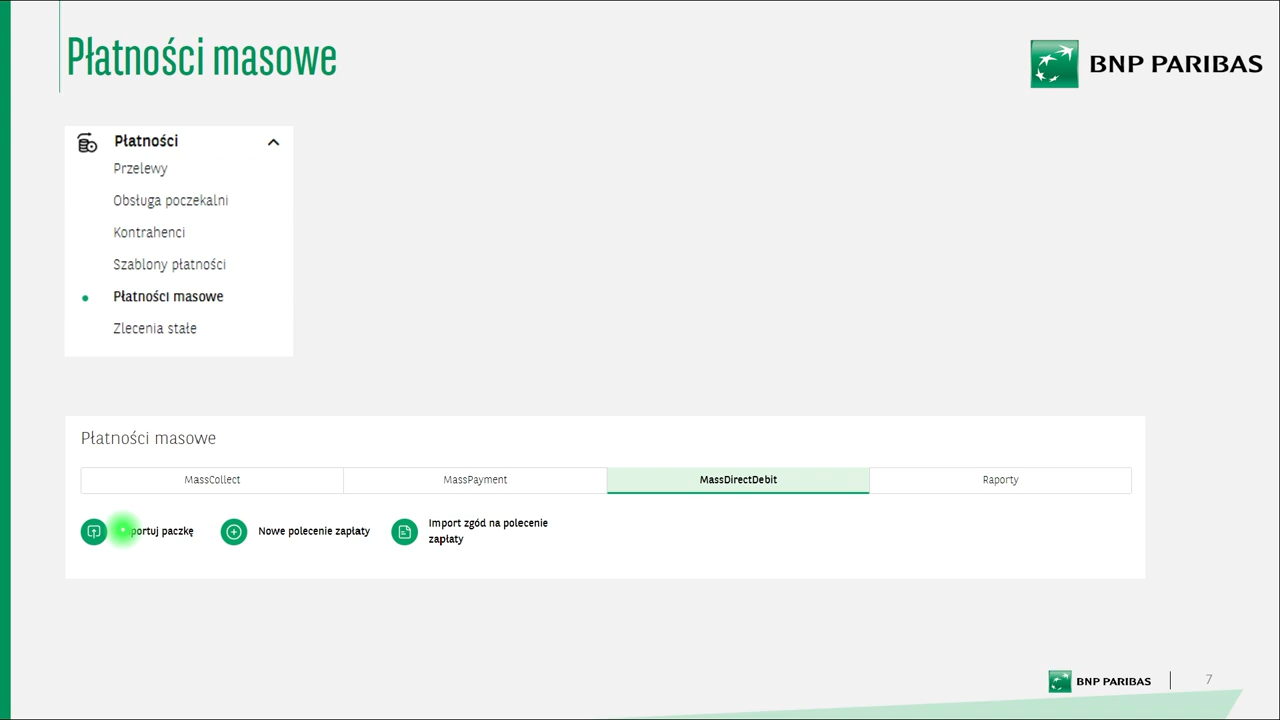 Płatności masowe
BNP PARIBAS
Płatności
Przelewy
Obsługa poczekalni
Kontrahenci
Szablony płatności
Płatności masowe
Zlecenia stałe
Płatności masowe
MassCollect
MassPayment
MassDirectDebit
Raporty
portuj paczkę
Nowe polecenie zapłaty
Import zgód na polecenie
zapłaty
BNP PARIBAS
7